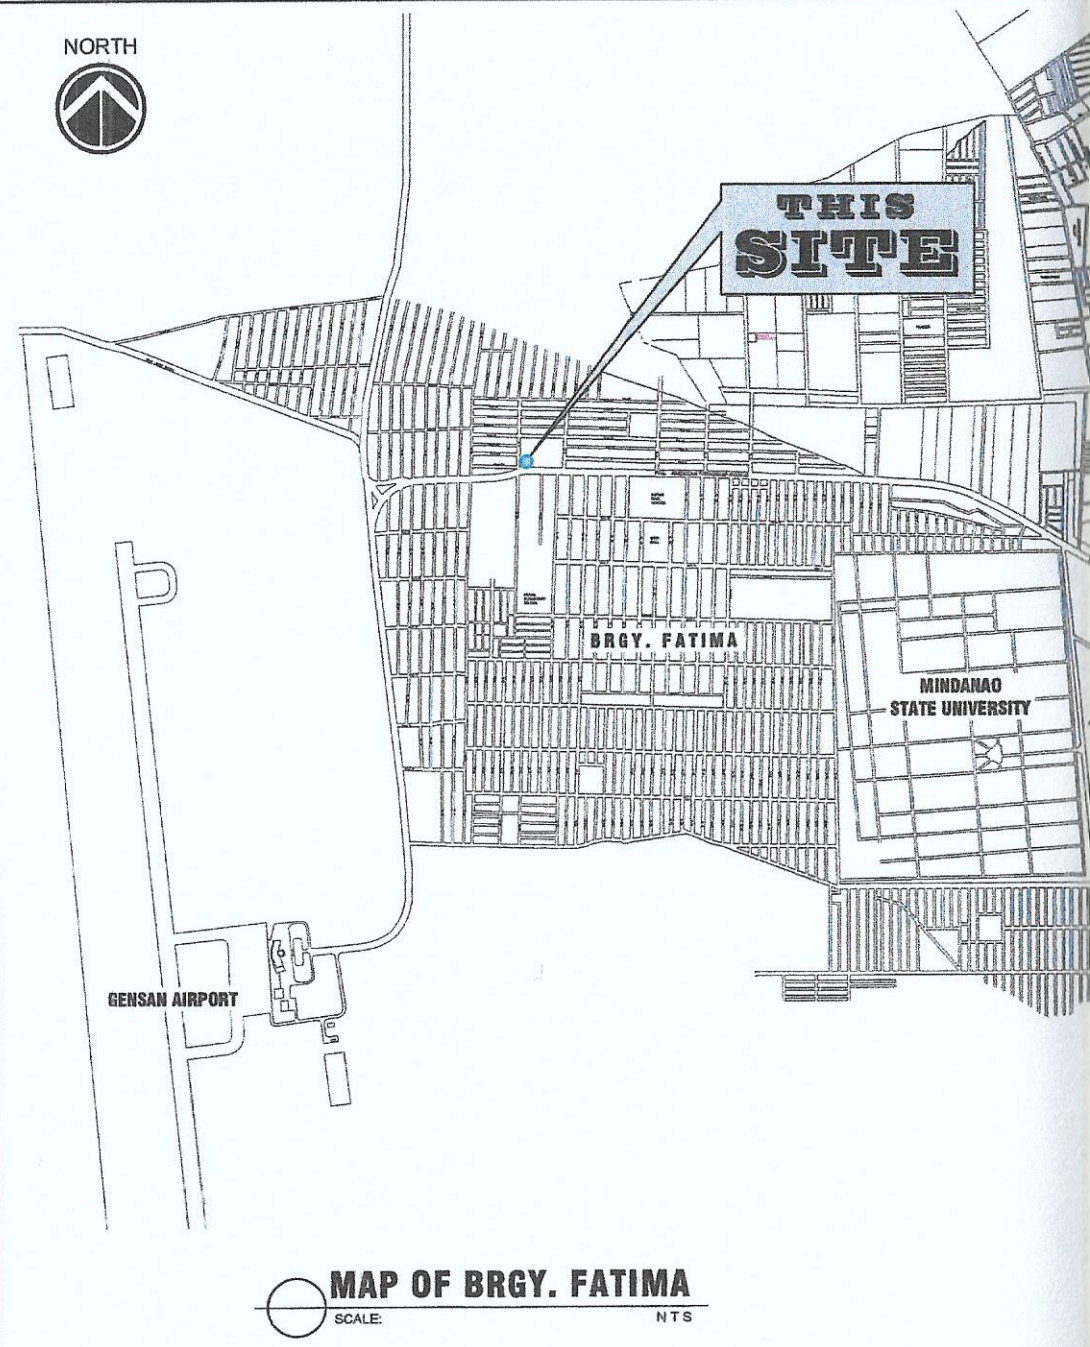 NORTH
THIS
SITE
BRGY. FATIMA
MINDANAO
STATE UNIVERSITY
GENSAN AIRPORT
MAP OF BRGY. FATIMA
SCALE: NTS